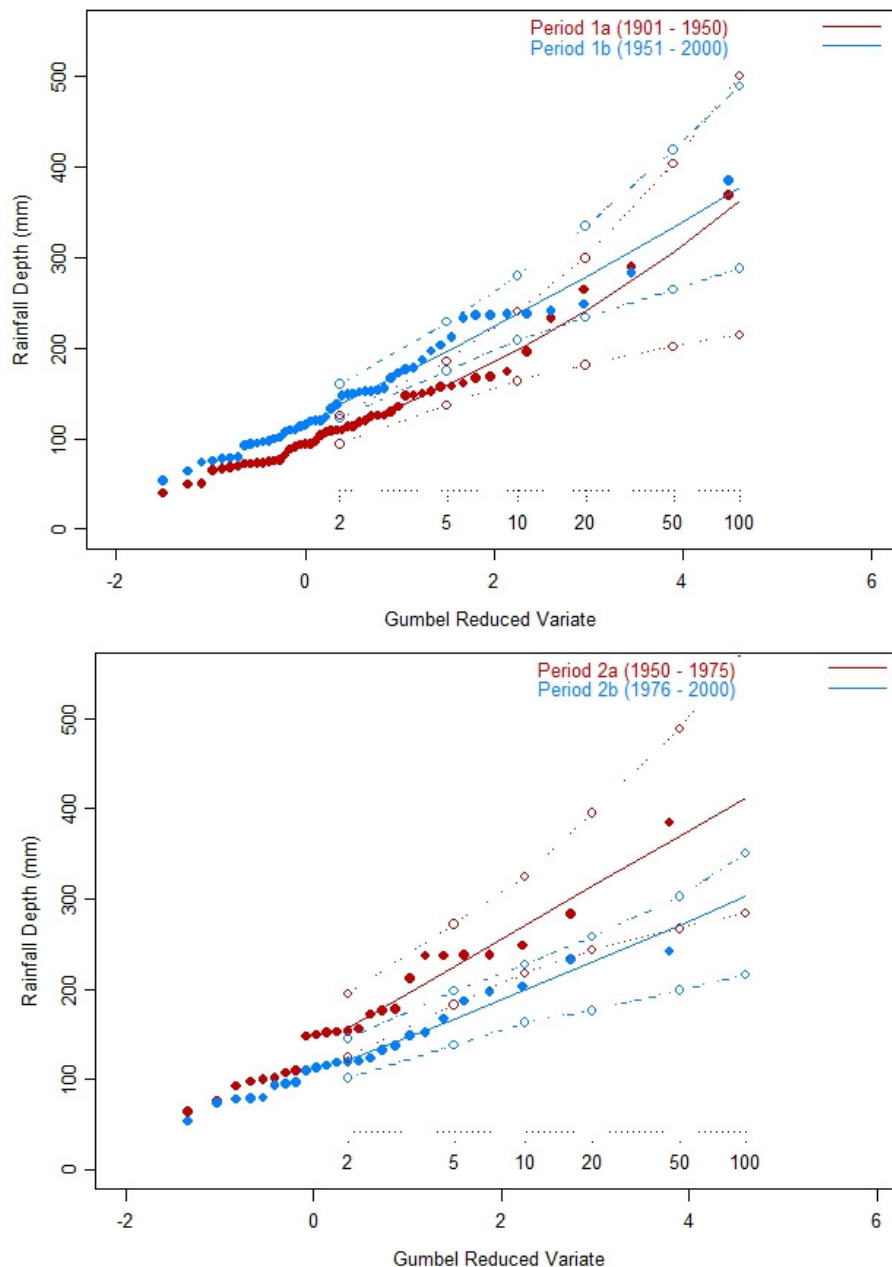 Period 1a (1901 - 1950)
Period 1b (1951 - 2000)
500
400
300
200
100
0
Rainfall Depth (mm)
2 5 10 20 50 100
-2 0 2 4 6
Gumbel Reduced Variate
Period 2a (1950 - 1975)
Period 2b (1976 - 2000)
500
400
300
200
100
0
Rainfall Depth (mm)
2 5 10 20 50 100
-2 0 2 4 6
Gumbel Reduced Variate